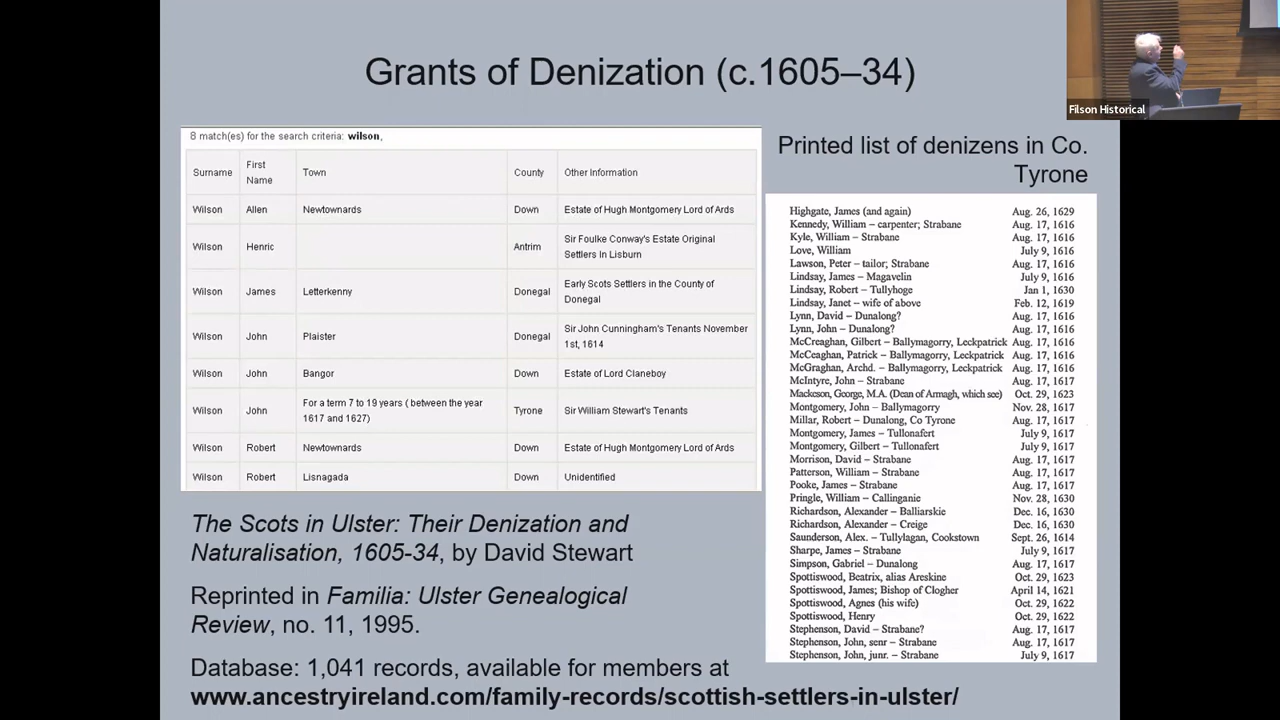 Grants of Denization (c.1605–34)
Filson Historical
8 match(es) for the search criteria: wilson,
Surname First Name Town County Other Information
Wilson Allen Newtownards Down Estate of Hugh Montgomery Lord of Ards
Wilson Henric Antrim Sir Foulke Conway's Estate Original Settlers In Lisburn
Wilson James Letterkenny Donegal Early Scots Settlers in the County of Donegal
Wilson John Plaister Donegal Sir John Cunningham's Tenants November 1st, 1614
Wilson John Bangor Down Estate of Lord Claneboy
Wilson John For a term 7 to 19 years ( between the year 1617 and 1627) Tyrone Sir William Stewart's Tenants
Wilson Robert Newtownards Down Estate of Hugh Montgomery Lord of Ards
Wilson Robert Lisnagada Down Unidentified
The Scots in Ulster: Their Denization and
Naturalisation, 1605-34, by David Stewart
Reprinted in Familia: Ulster Genealogical
Review, no. 11, 1995.
Database: 1,041 records, available for members at
www.ancestryireland.com/family-records/scottish-settlers-in-ulster/
Printed list of denizens in Co.
Tyrone
Highgate, James (and again) Aug. 26, 1629
Kennedy, William – carpenter; Strabane Aug. 17, 1616
Kyle, William – Strabane Aug. 17, 1616
Love, William July 9, 1616
Lawson, Peter – tailor; Strabane Aug. 17, 1616
Lindsay, James – Magavelin July 9, 1616
Lindsay, Robert – Tullyhoge Jan 1, 1630
Lindsay, Janet – wife of above Feb. 12, 1619
Lynn, David – Dunalong? Aug. 17, 1616
Lynn, John – Dunalong? Aug. 17, 1616
McCreaghan, Gilbert – Ballymagorry, Leckpatrick Aug. 17, 1616
McCeaghan, Patrick – Ballymagorry, Leckpatrick Aug. 17, 1616
McGraghan, Archd. – Ballymagorry, Leckpatrick Aug. 17, 1616
McIntyre, John – Strabane Aug. 17, 1617
Mackeson, George, M.A. (Dean of Armagh, which see) Oct. 29, 1623
Montgomery, John – Ballymagorry Nov. 28, 1617
Millar, Robert – Dunalong, Co Tyrone Aug. 17, 1617
Montgomery, James – Tullonafert July 9, 1617
Montgomery, Gilbert – Tullonafert July 9, 1617
Morrison, David – Strabane Aug. 17, 1617
Patterson, William – Strabane Aug. 17, 1617
Pooke, James – Strabane Aug. 17, 1617
Pringle, William – Callinganie Nov. 28, 1630
Richardson, Alexander – Balliarskie Dec. 16, 1630
Richardson, Alexander – Creige Dec. 16, 1630
Saunderson, Alex. – Tullylagan, Cookstown Sept. 26, 1614
Sharpe, James – Strabane July 9, 1617
Simpson, Gabriel – Dunalong Aug. 17, 1617
Spottiswood, Beatrix, alias Areskine Oct. 29, 1623
Spottiswood, James; Bishop of Clogher April 14, 1621
Spottiswood, Agnes (his wife) Oct. 29, 1622
Spottiswood, Henry Oct. 29, 1622
Stephenson, David – Strabane? Aug. 17, 1617
Stephenson, John, senr – Strabane Aug. 17, 1617
Stephenson, John, junr. – Strabane July 9, 1617